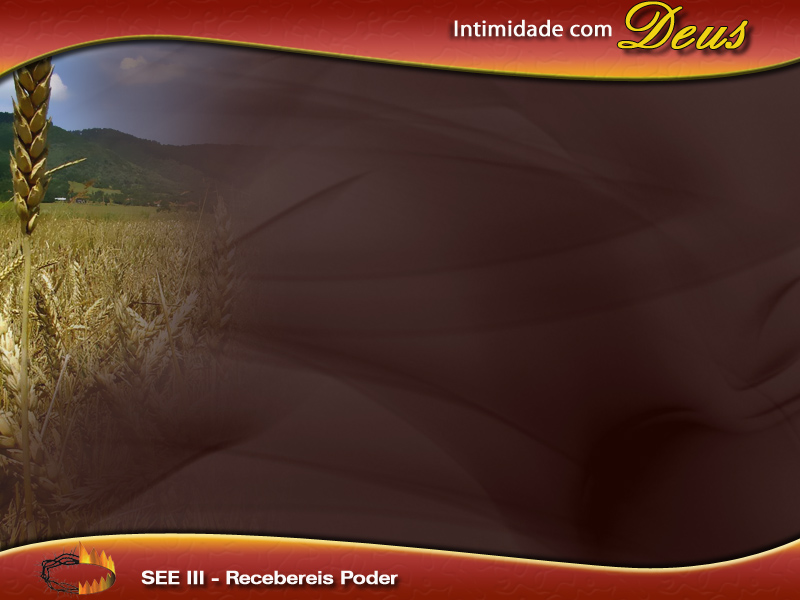 Intimidade com Deus
SEE III - Recebereis Poder